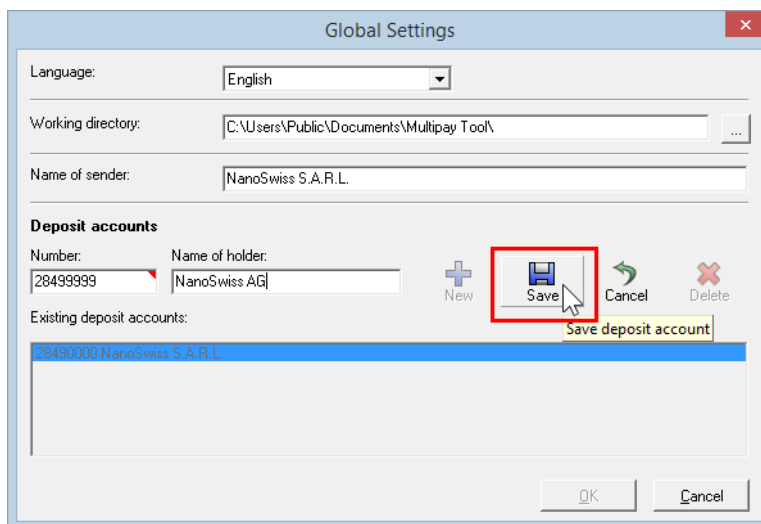 Global Settings
Language:
English
Working directory:
C:\Users\Public\Documents\Multipay Tool\
...
Name of sender:
NanoSwiss S.A.R.L.
Deposit accounts
Number:
Name of holder:
28499999
NanoSwiss AG
New
Save
Cancel
Delete
Save deposit account
Existing deposit accounts:
28490000 NanoSwiss S.A.R.L.
OK
Cancel